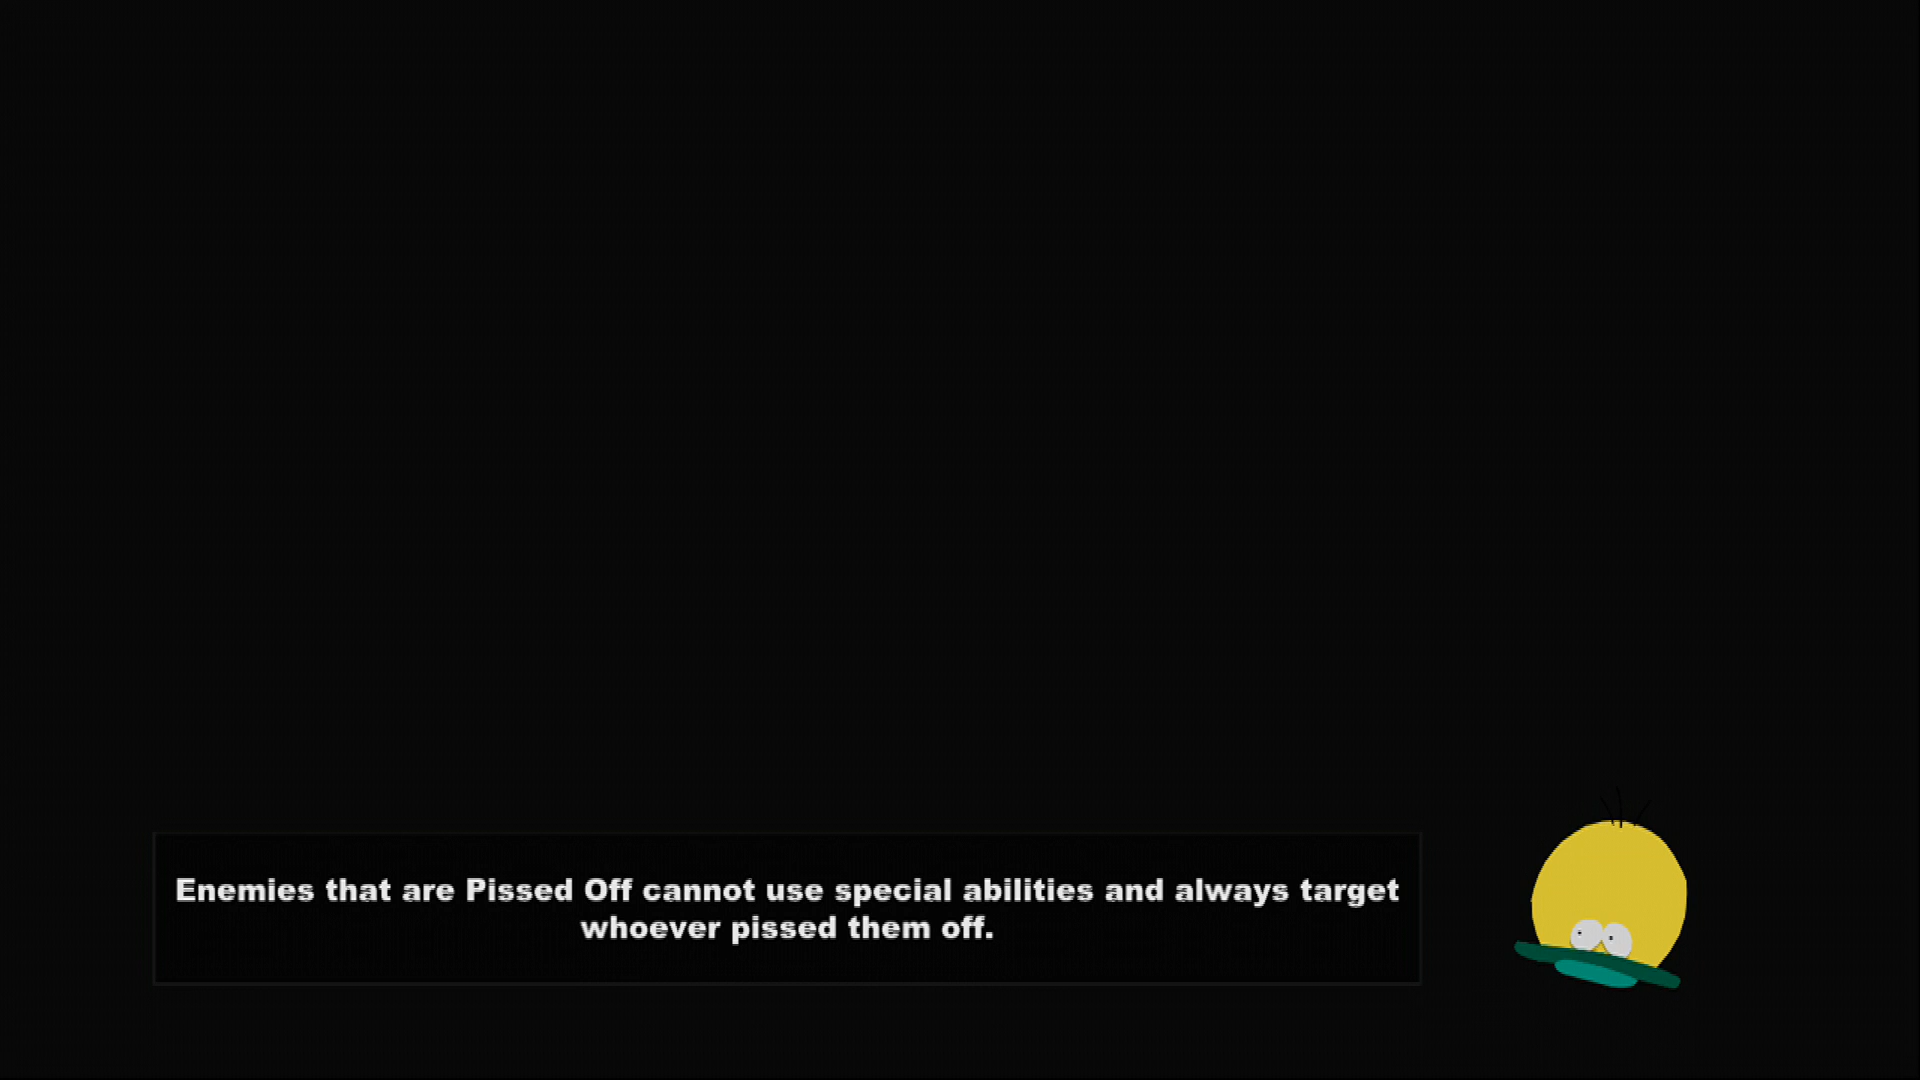 Enemies that are Pissed Off cannot use special abilities and always target
whoever pissed them off.